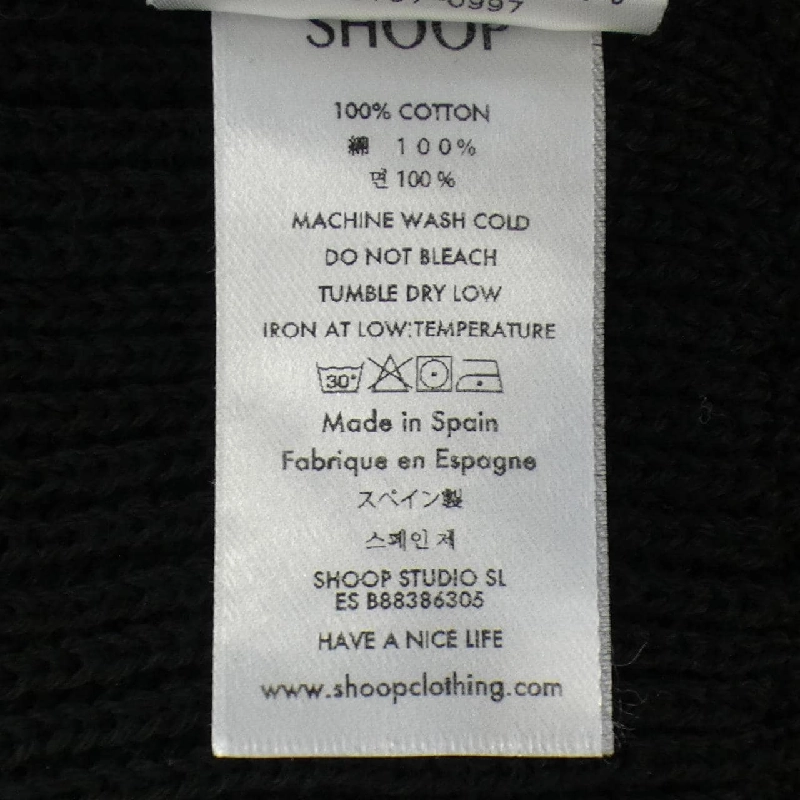 SHOOP
100% COTTON
綿 100%
면 100%
MACHINE WASH COLD
DO NOT BLEACH
TUMBLE DRY LOW
IRON AT LOW TEMPERATURE
30°
Made in Spain
Fabrique en Espagne
スペイン製
스페인 제
SHOOP STUDIO SL
ES B88386305
HAVE A NICE LIFE
www.shoopclothing.com